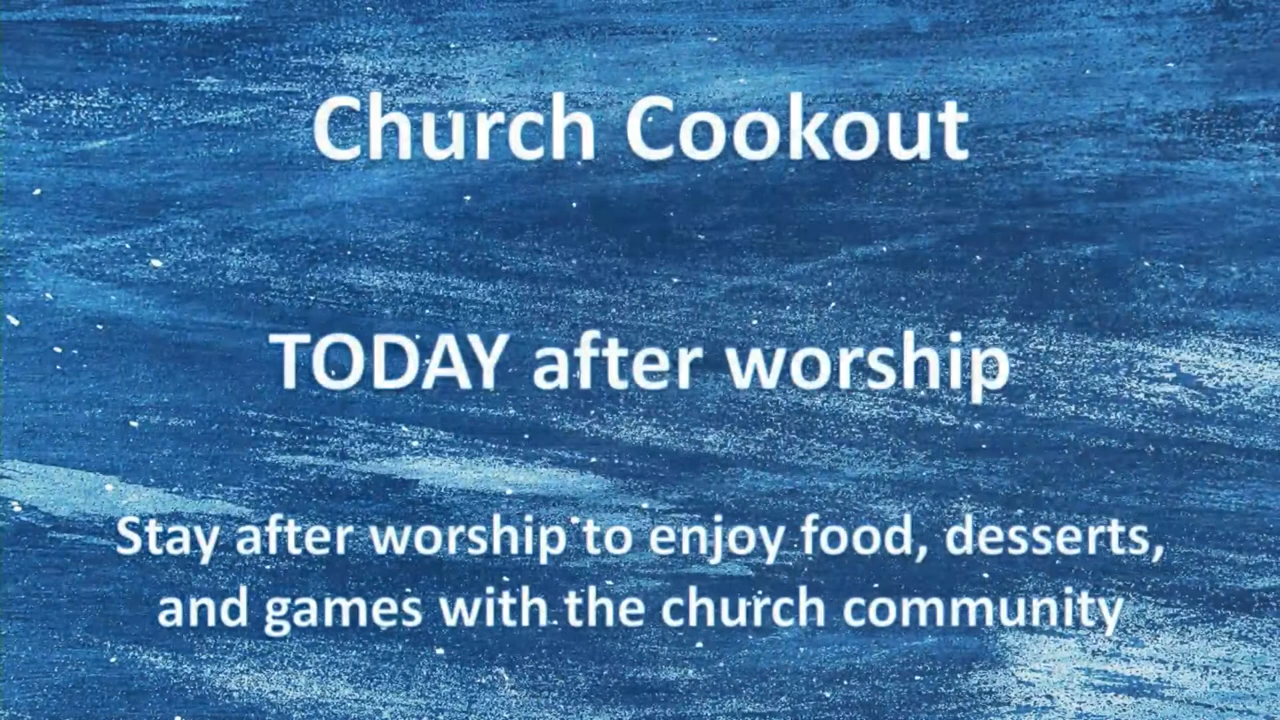 Church Cookout
TODAY after worship
Stay after worship to enjoy food, desserts,
and games with the church community